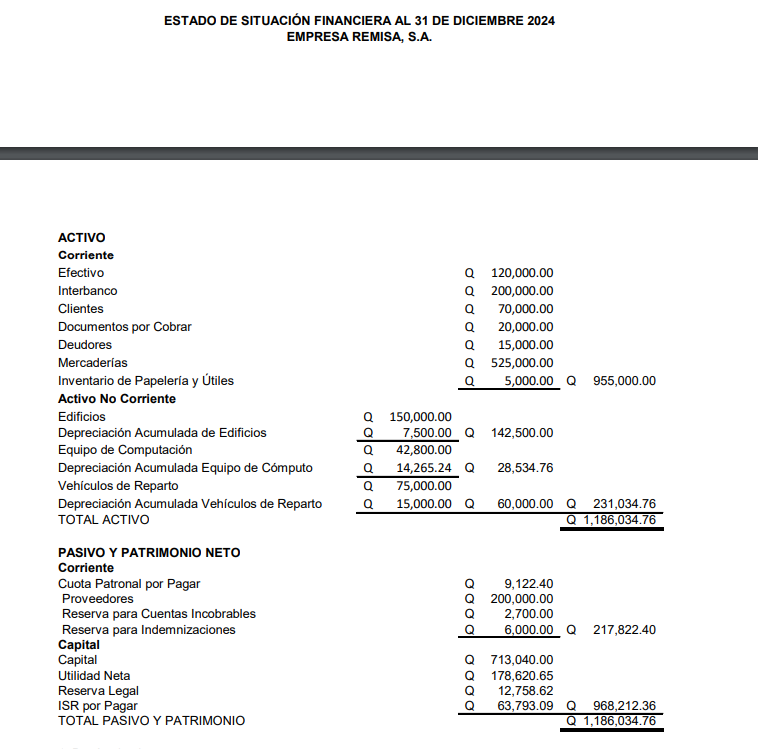 ESTADO DE SITUACIÓN FINANCIERA AL 31 DE DICIEMBRE 2024
EMPRESA REMISA, S.A.
ACTIVO
Corriente
Efectivo Q 120,000.00
Interbanco Q 200,000.00
Clientes Q 70,000.00
Documentos por Cobrar Q 20,000.00
Deudores Q 15,000.00
Mercaderías Q 525,000.00
Inventario de Papelería y Útiles Q 5,000.00 Q 955,000.00
Activo No Corriente
Edificios Q 150,000.00
Depreciación Acumulada de Edificios Q 7,500.00 Q 142,500.00
Equipo de Computación Q 42,800.00
Depreciación Acumulada Equipo de Cómputo Q 14,265.24 Q 28,534.76
Vehículos de Reparto Q 75,000.00
Depreciación Acumulada Vehículos de Reparto Q 15,000.00 Q 60,000.00 Q 231,034.76
TOTAL ACTIVO Q 1,186,034.76
PASIVO Y PATRIMONIO NETO
Corriente
Cuota Patronal por Pagar Q 9,122.40
Proveedores Q 200,000.00
Reserva para Cuentas Incobrables Q 2,700.00
Reserva para Indemnizaciones Q 6,000.00 Q 217,822.40
Capital
Capital Q 713,040.00
Utilidad Neta Q 178,620.65
Reserva Legal Q 12,758.62
ISR por Pagar Q 63,793.09 Q 968,212.36
TOTAL PASIVO Y PATRIMONIO Q 1,186,034.76